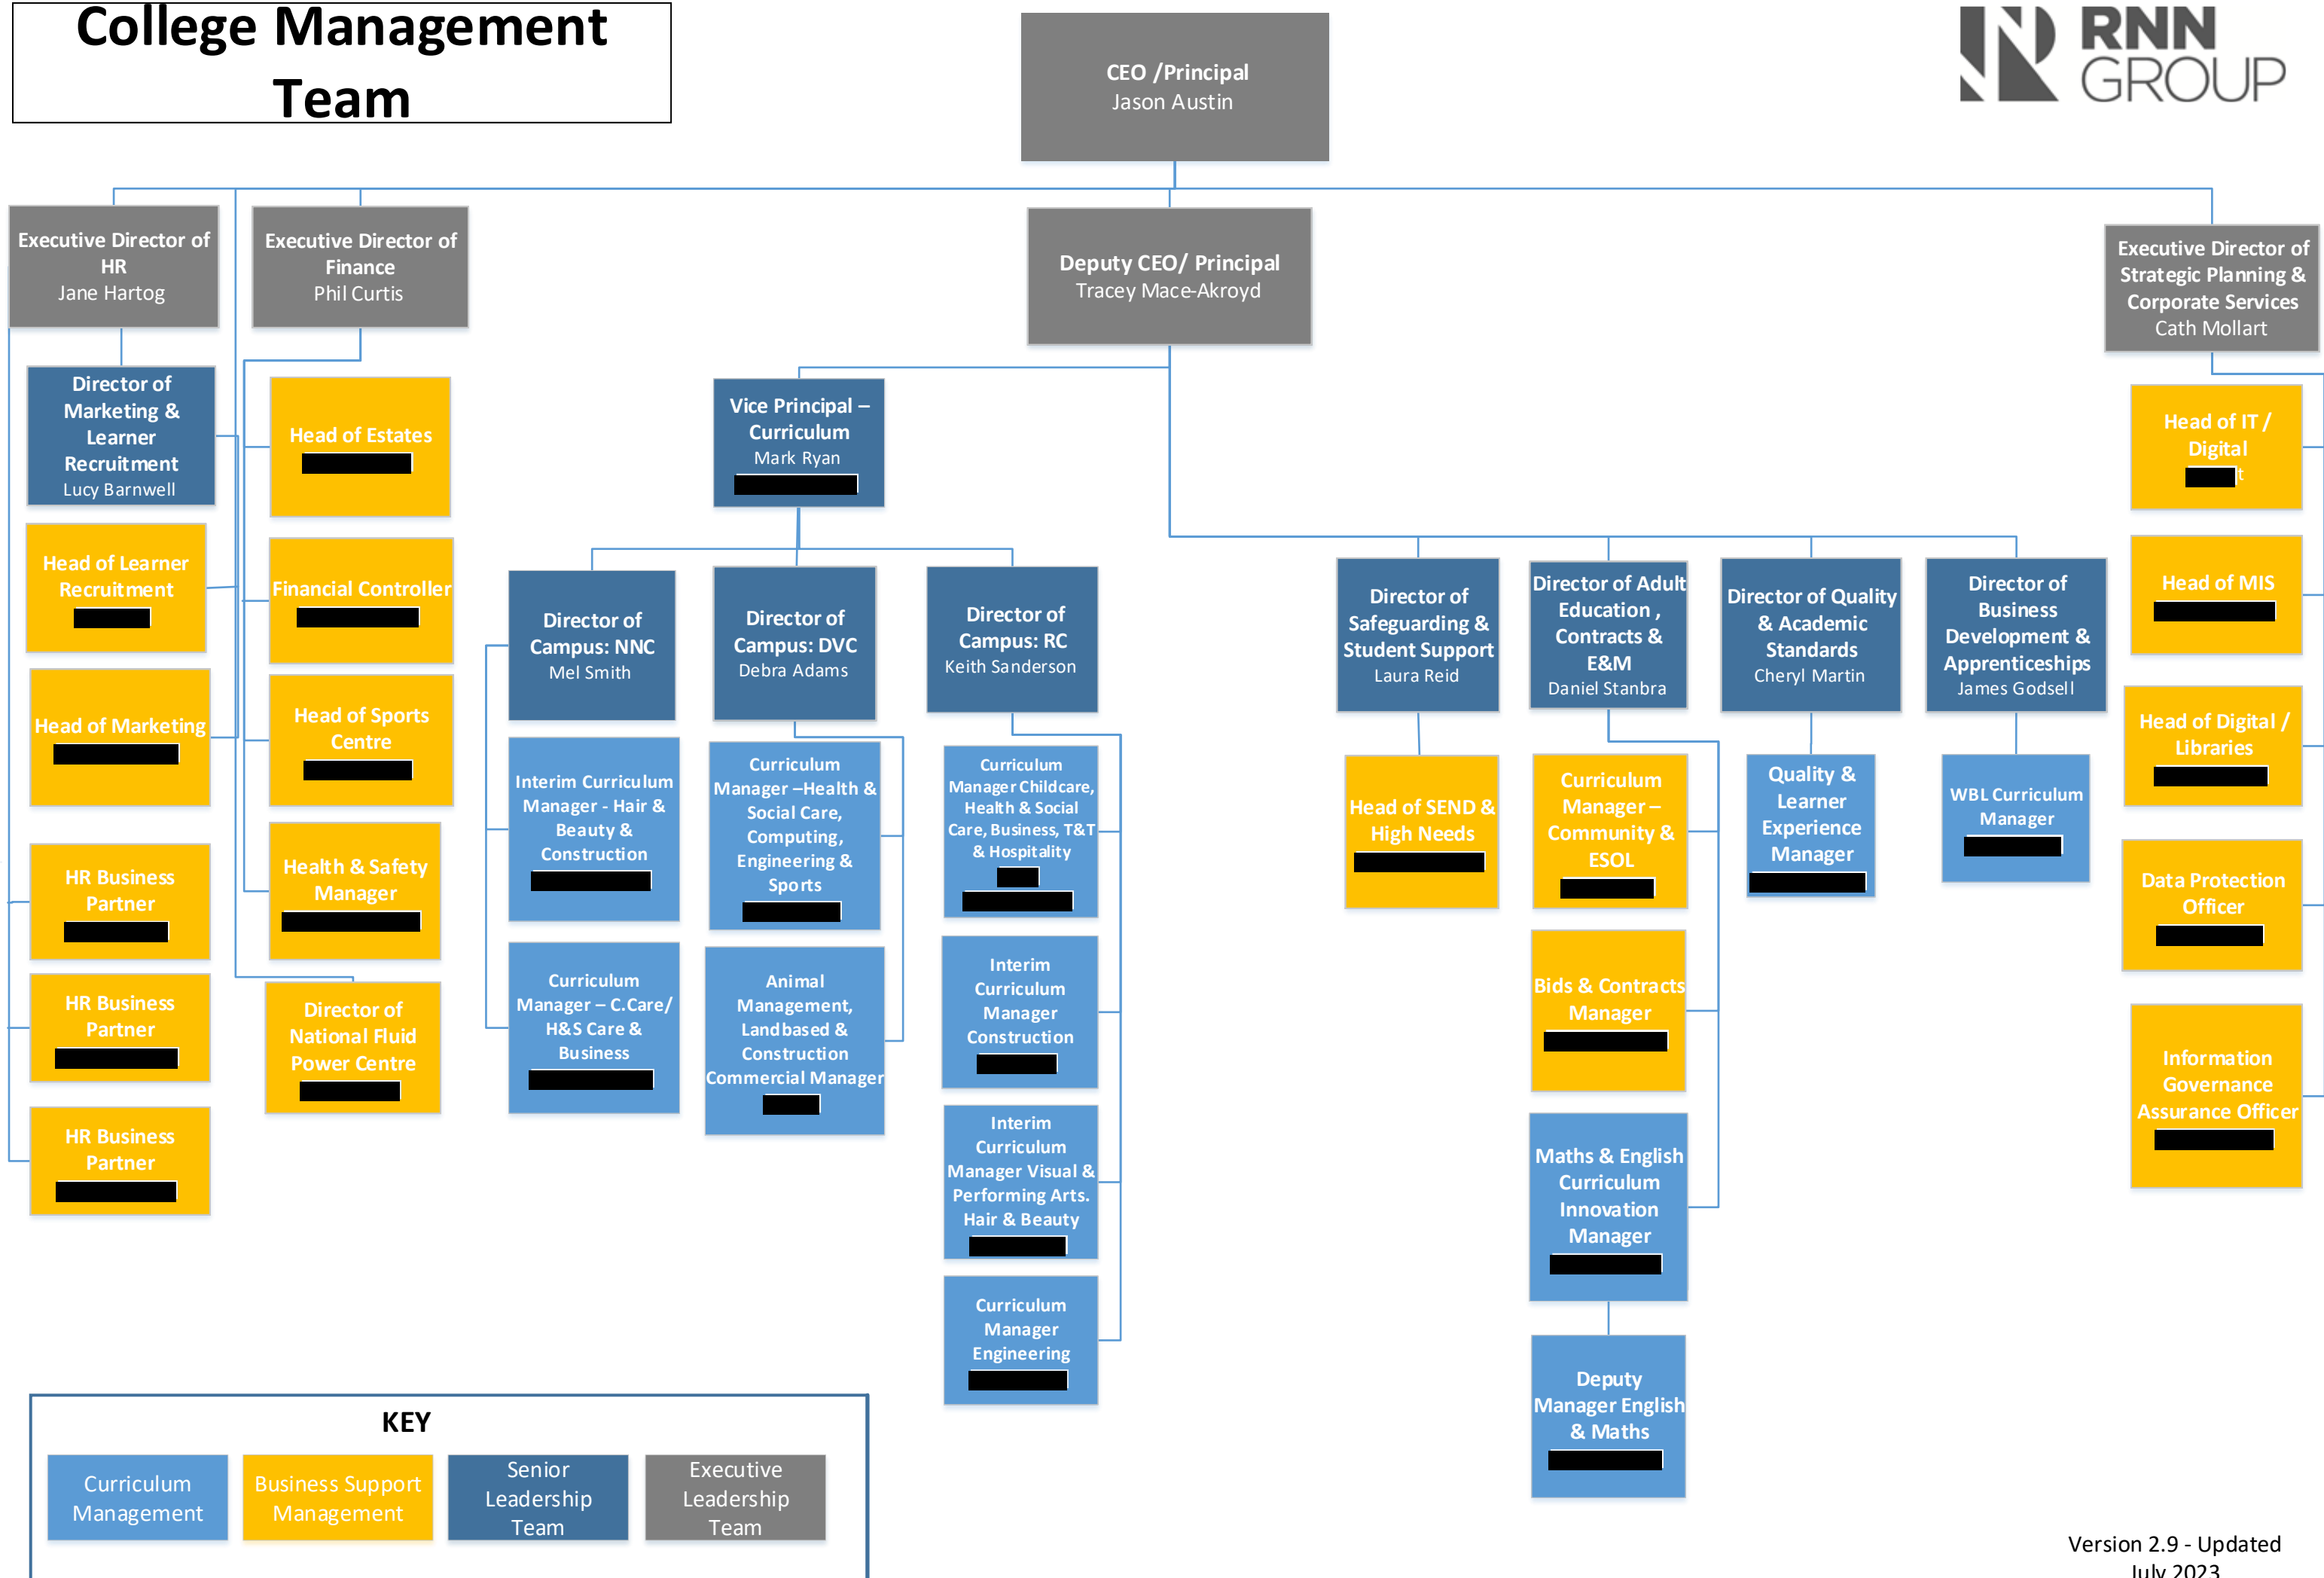 College Management
Team
CEO /Principal
Jason Austin
RNN
GROUP
Executive Director of
HR
Jane Hartog
Executive Director of
Finance
Phil Curtis
Deputy CEO/ Principal
Tracey Mace-Akroyd
Executive Director of
Strategic Planning &
Corporate Services
Cath Mollart
Director of
Marketing &
Learner
Recruitment
Lucy Barnwell
Head of Learner
Recruitment
Head of Marketing
HR Business
Partner
HR Business
Partner
HR Business
Partner
Head of Estates
Financial Controller
Head of Sports
Centre
Health & Safety
Manager
Director of
National Fluid
Power Centre
Vice Principal –
Curriculum
Mark Ryan
Director of
Campus: NNC
Mel Smith
Interim Curriculum
Manager - Hair &
Beauty &
Construction
Curriculum
Manager – C.Care/
H&S Care &
Business
Director of
Campus: DVC
Debra Adams
Curriculum
Manager –Health &
Social Care,
Computing,
Engineering &
Sports
Animal
Management,
Landbased &
Construction
Commercial Manager
Director of
Campus: RC
Keith Sanderson
Curriculum
Manager Childcare,
Health & Social
Care, Business, T&T
& Hospitality
Interim
Curriculum
Manager
Construction
Interim
Curriculum
Manager Visual &
Performing Arts.
Hair & Beauty
Curriculum
Manager
Engineering
Director of
Safeguarding &
Student Support
Laura Reid
Head of SEND &
High Needs
Director of Adult
Education ,
Contracts &
E&M
Daniel Stanbra
Curriculum
Manager –
Community &
ESOL
Bids & Contracts
Manager
Maths & English
Curriculum
Innovation
Manager
Deputy
Manager English
& Maths
Director of Quality
& Academic
Standards
Cheryl Martin
Quality &
Learner
Experience
Manager
Director of
Business
Development &
Apprenticeships
James Godsell
WBL Curriculum
Manager
Head of IT /
Digital
t
Head of MIS
Head of Digital /
Libraries
Data Protection
Officer
Information
Governance
Assurance Officer
KEY
Curriculum
Management
Business Support
Management
Senior
Leadership
Team
Executive
Leadership
Team
Version 2.9 - Updated
July 2023